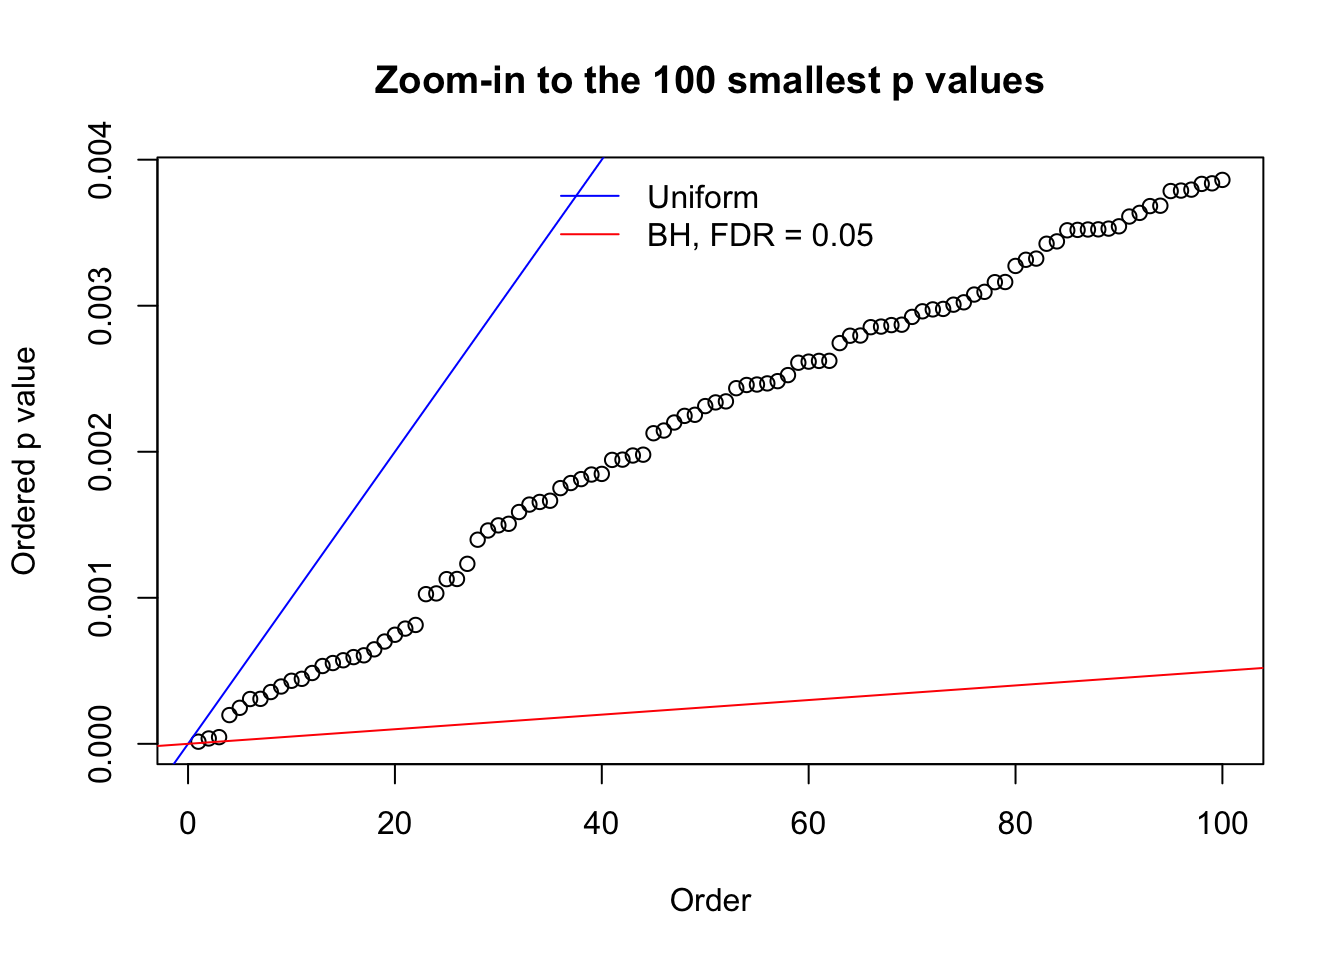 Zoom-in to the 100 smallest p values
0.004
0.003
0.002
0.001
0.000
Ordered p value
Uniform
BH, FDR = 0.05
0 20 40 60 80 100
Order